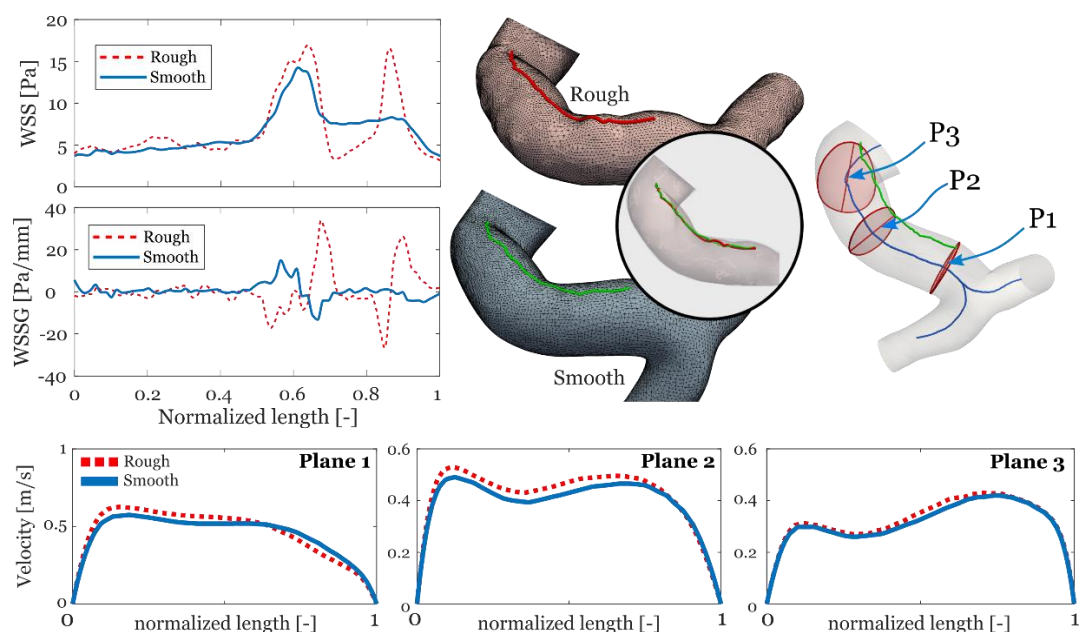 20
15
10
5
0
WSS [Pa]
Rough
Smooth
40
20
0
-20
-40
WSSG [Pa/mm]
Rough
Smooth
0 0.2 0.4 0.6 0.8 1
Normalized length [-]
Rough
Smooth
P3
P2
P1
1
0.5
0
Velocity [m/s]
Rough
Smooth
Plane 1
0 1
normalized length [-]
0.6
0.4
0.2
0
Plane 2
0 1
normalized length [-]
0.6
0.4
0.2
0
Plane 3
0 1
normalized length [-]